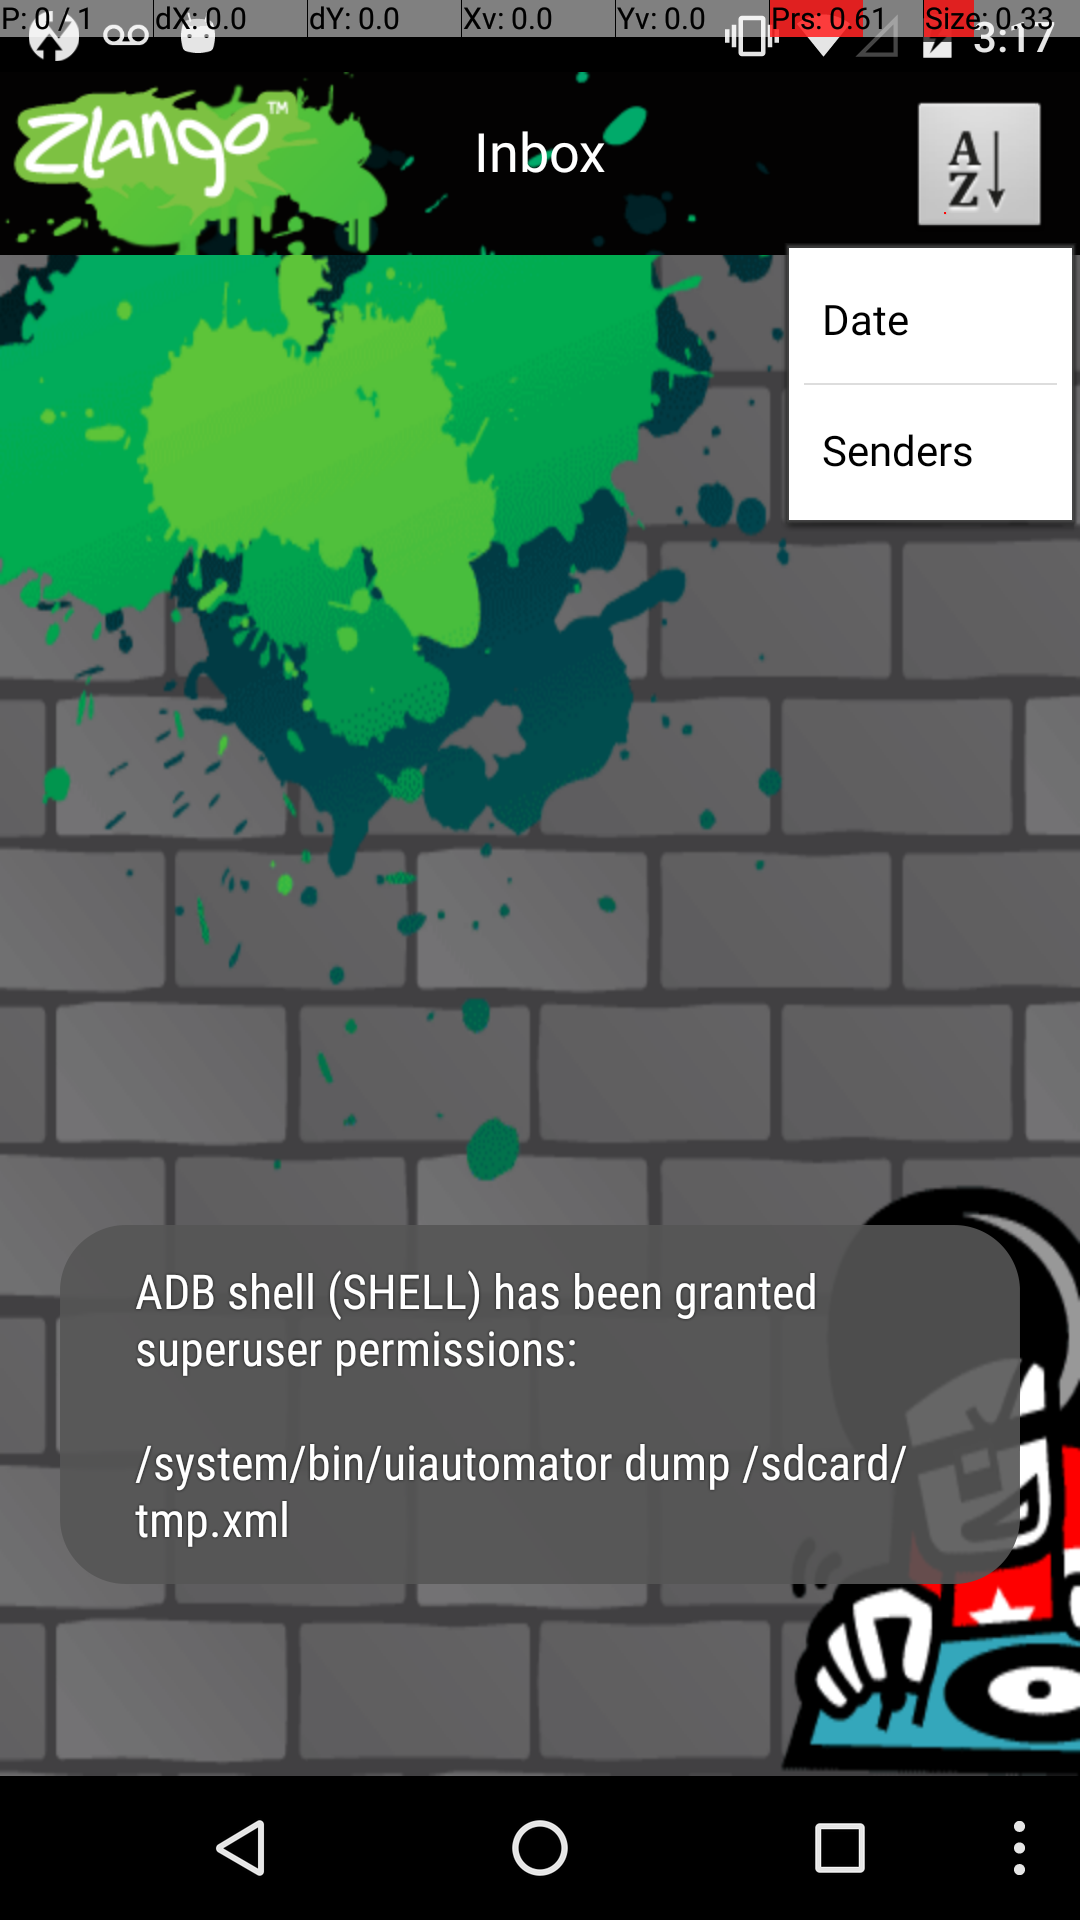 P: 0 / 1 dX: 0.0 dY: 0.0 Xv: 0.0 Yv: 0.0 Prs: 0.61 Size: 0.33
3:17
Zlango™
Inbox
A
Z
Date
Senders
ADB shell (SHELL) has been granted
superuser permissions:
/system/bin/uiautomator dump /sdcard/
tmp.xml